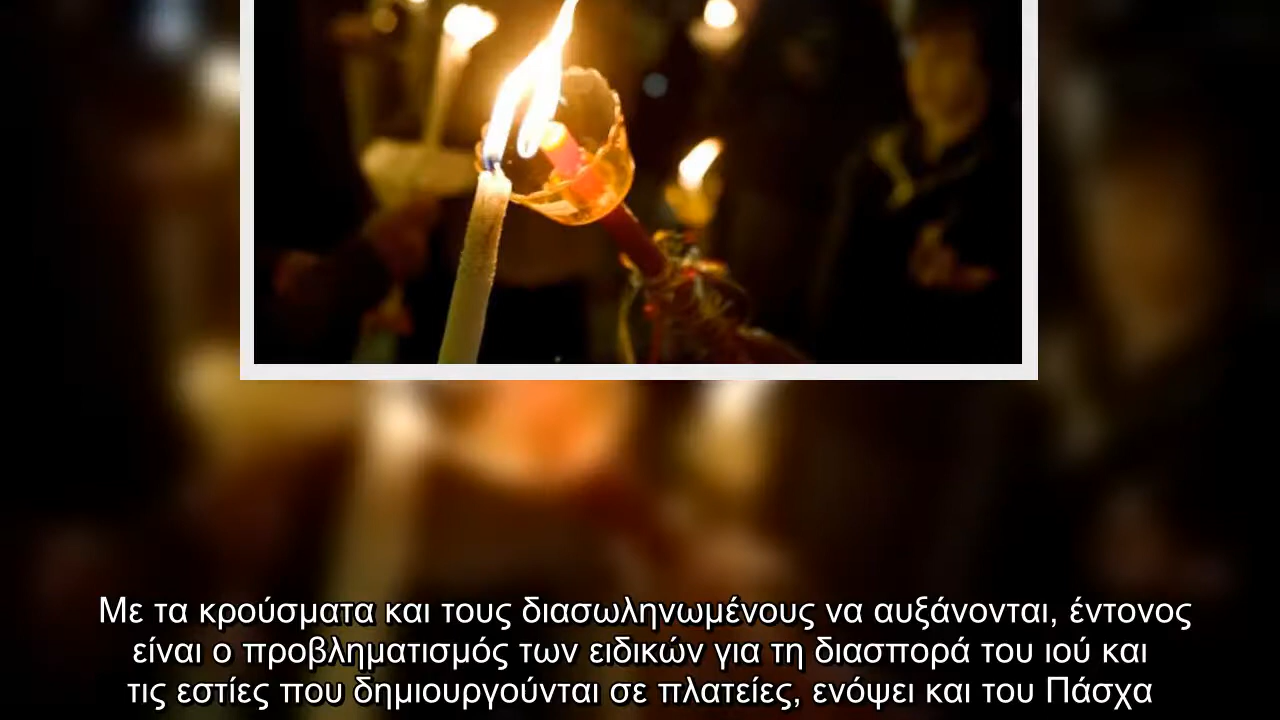 Με τα κρούσματα και τους διασωληνωμένους να αυξάνονται, έντονος
είναι ο προβληματισμός των ειδικών για τη διασπορά του ιού και
τις εστίες που δημιουργούνται σε πλατείες, ενόψει και του Πάσχα